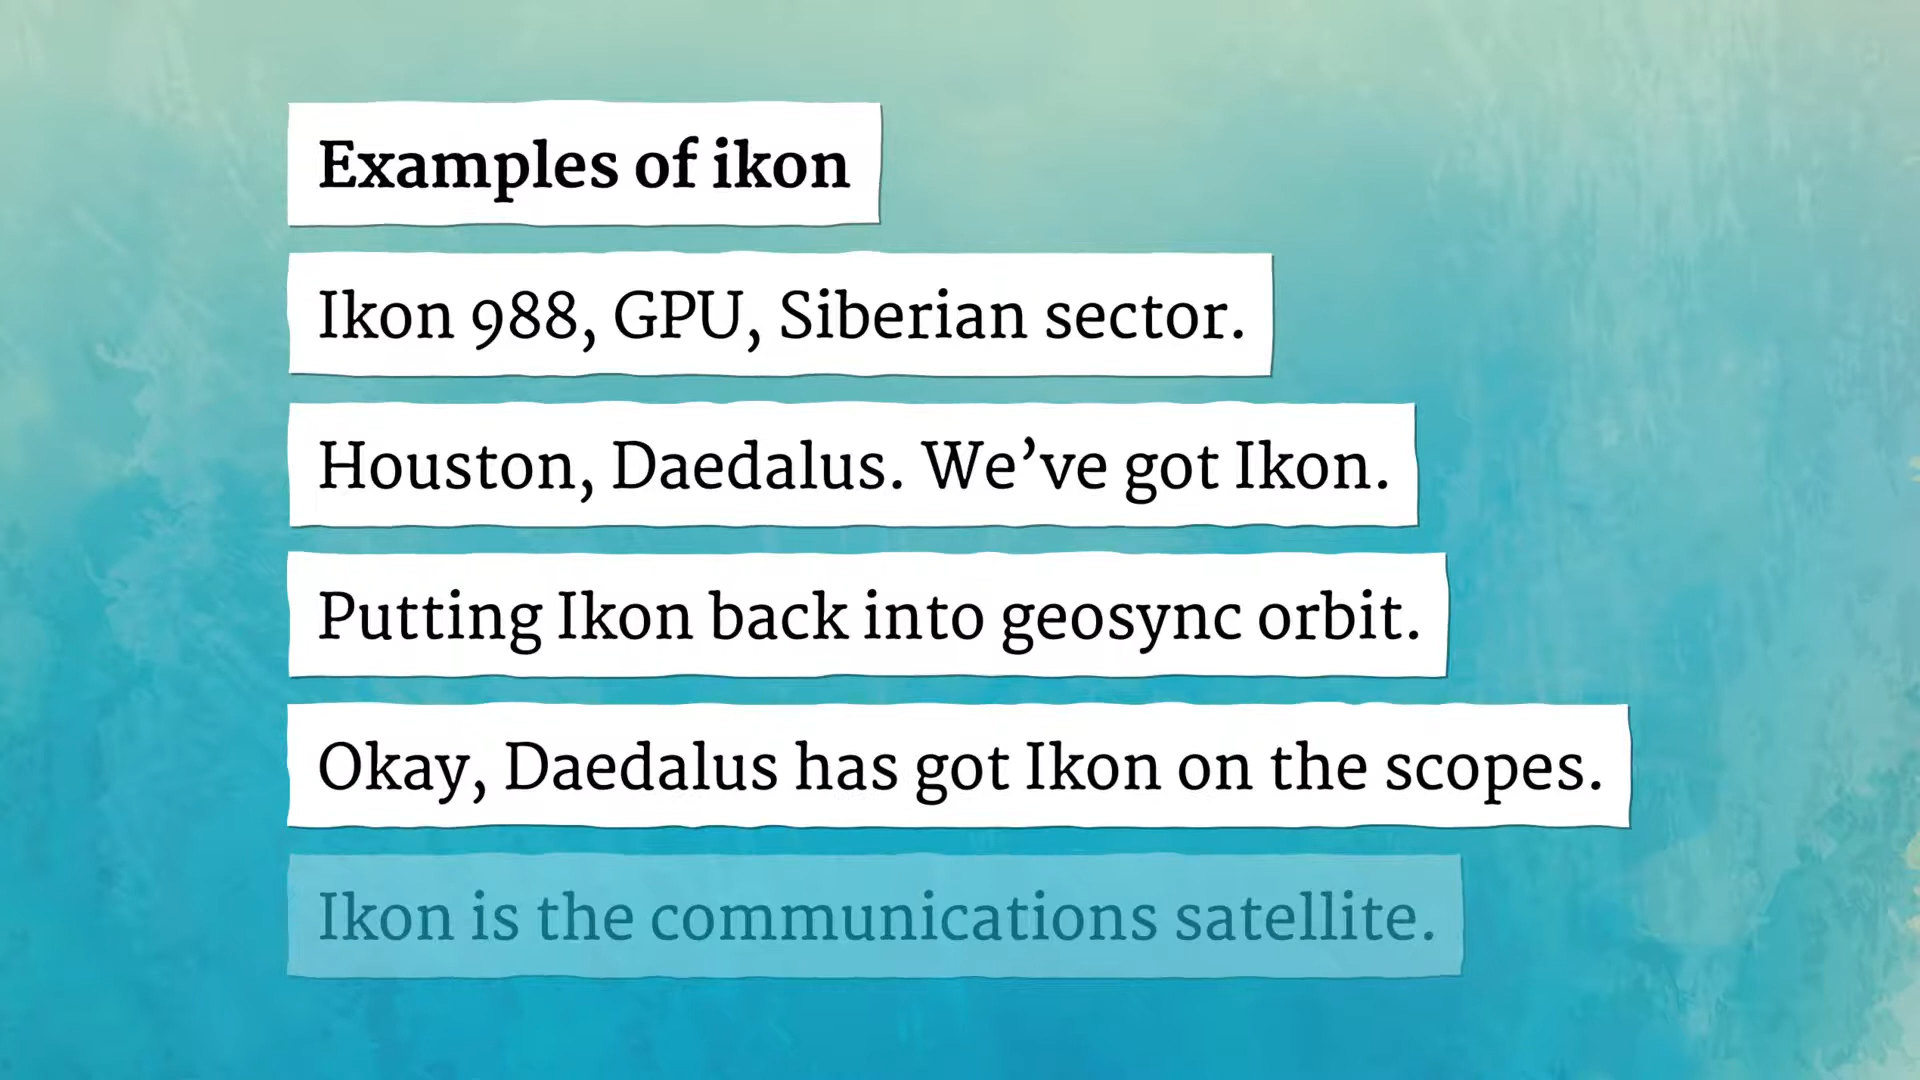 Examples of ikon
Ikon 988, GPU, Siberian sector.
Houston, Daedalus. We’ve got Ikon.
Putting Ikon back into geosync orbit.
Okay, Daedalus has got Ikon on the scopes.
Ikon is the communications satellite.